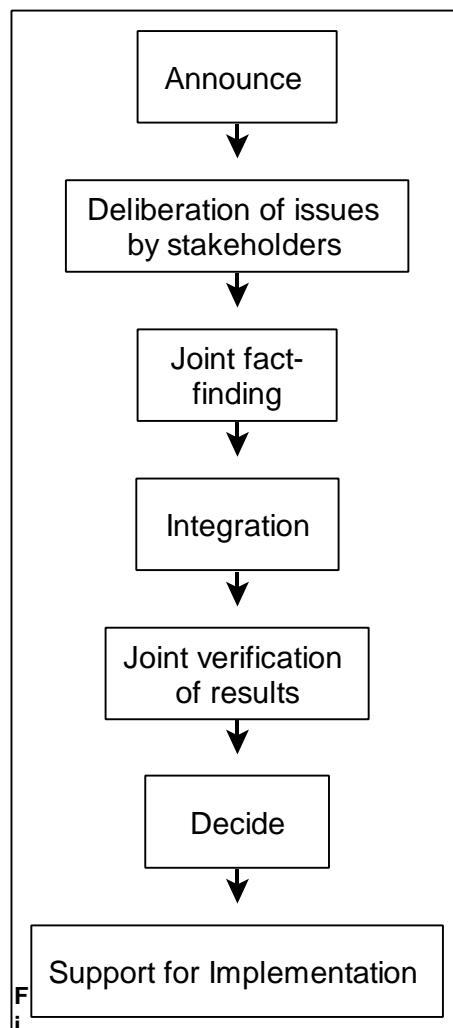 Announce
Deliberation of issues
by stakeholders
Joint fact-
finding
Integration
Joint verification
of results
Decide
Support for Implementation
F
i